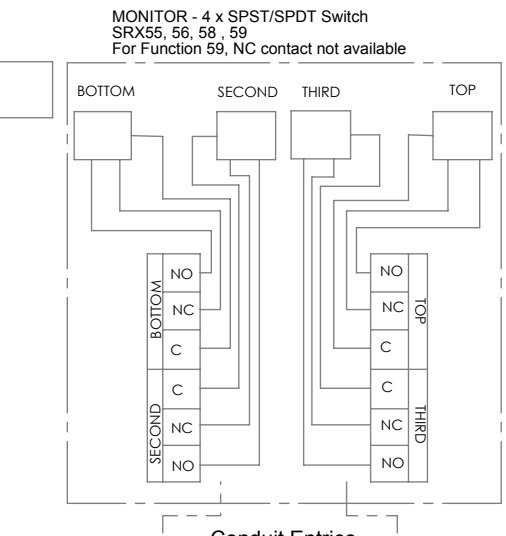 MONITOR - 4 x SPST/SPDT Switch
SRX55, 56, 58 , 59
For Function 59, NC contact not available
BOTTOM
SECOND
THIRD
TOP
BOTTOM
NO
NC
C
SECOND
C
NC
NO
NO
NC
C
TOP
C
NC
NO
THIRD
Conduit Entries